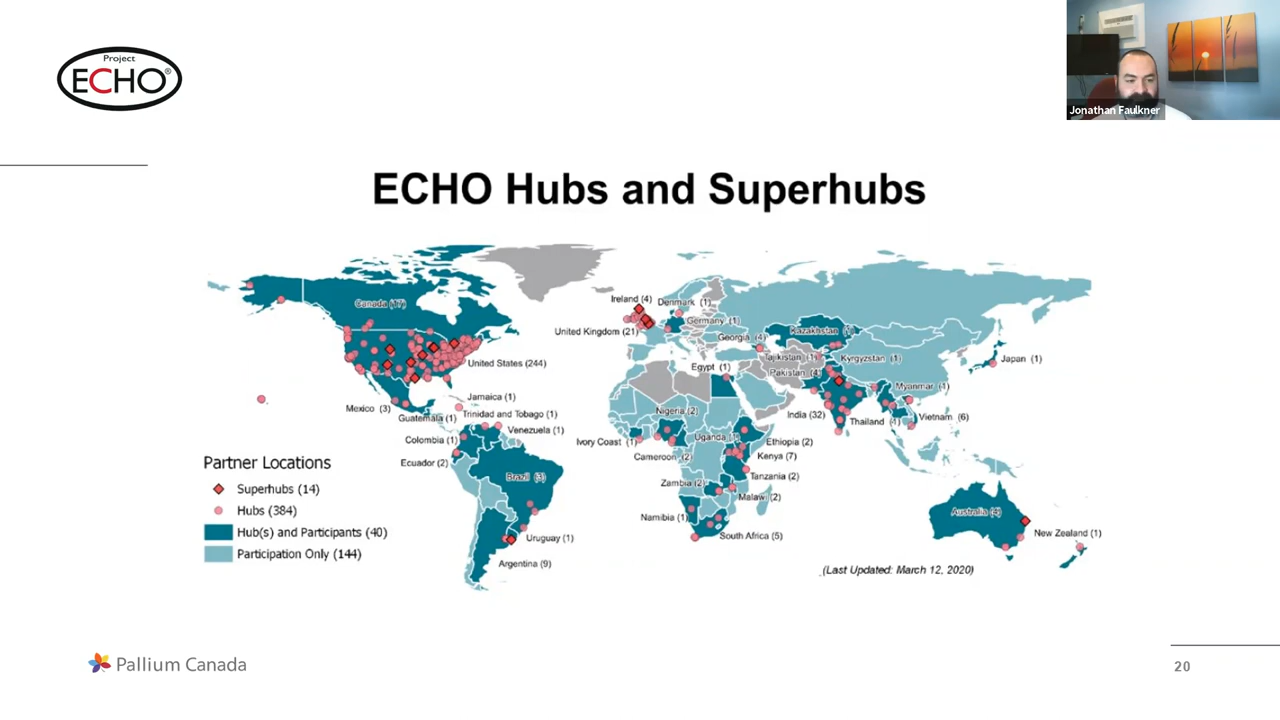 Project
ECHO®
Jonathan Faulkner
ECHO Hubs and Superhubs
Canada (17)
Ireland (4)
Denmark (1)
United Kingdom (21)
Germany (1)
Georgia (4)
Kazakhstan
United States (244)
Tajikistan (1)
Kyrgyzstan (1)
Japan (1)
Egypt (1)
Pakistan (4)
Myanmar (1)
Mexico (3)
Jamaica (1)
Guatemala (1)
Trinidad and Tobago (1)
Nigeria (2)
India (32)
Thailand
Vietnam (6)
Venezuela (1)
Colombia (1)
Ivory Coast (1)
Uganda
Ethiopia (2)
Ecuador (2)
Cameroon (2)
Kenya (7)
Brazil (3)
Zambia (2)
Tanzania (2)
Malawi (2)
Namibia (1)
Australia
South Africa (5)
New Zealand (1)
Uruguay (1)
Argentina (9)
Partner Locations
Superhubs (14)
Hubs (384)
Hub(s) and Participants (40)
Participation Only (144)
(Last Updated: March 12, 2020)
Pallium Canada
20